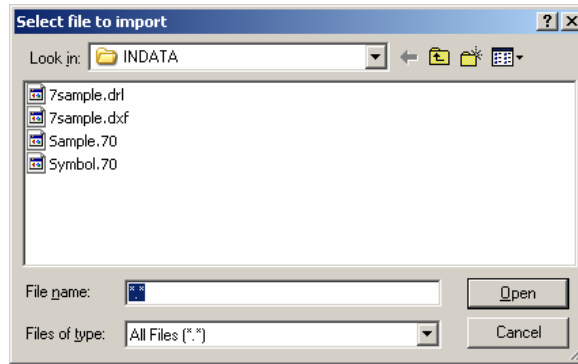 Select file to import
Look in: INDATA
7sample.drl
7sample.dxf
Sample.70
Symbol.70
File name: *.* Open
Files of type: All Files (*.*) Cancel